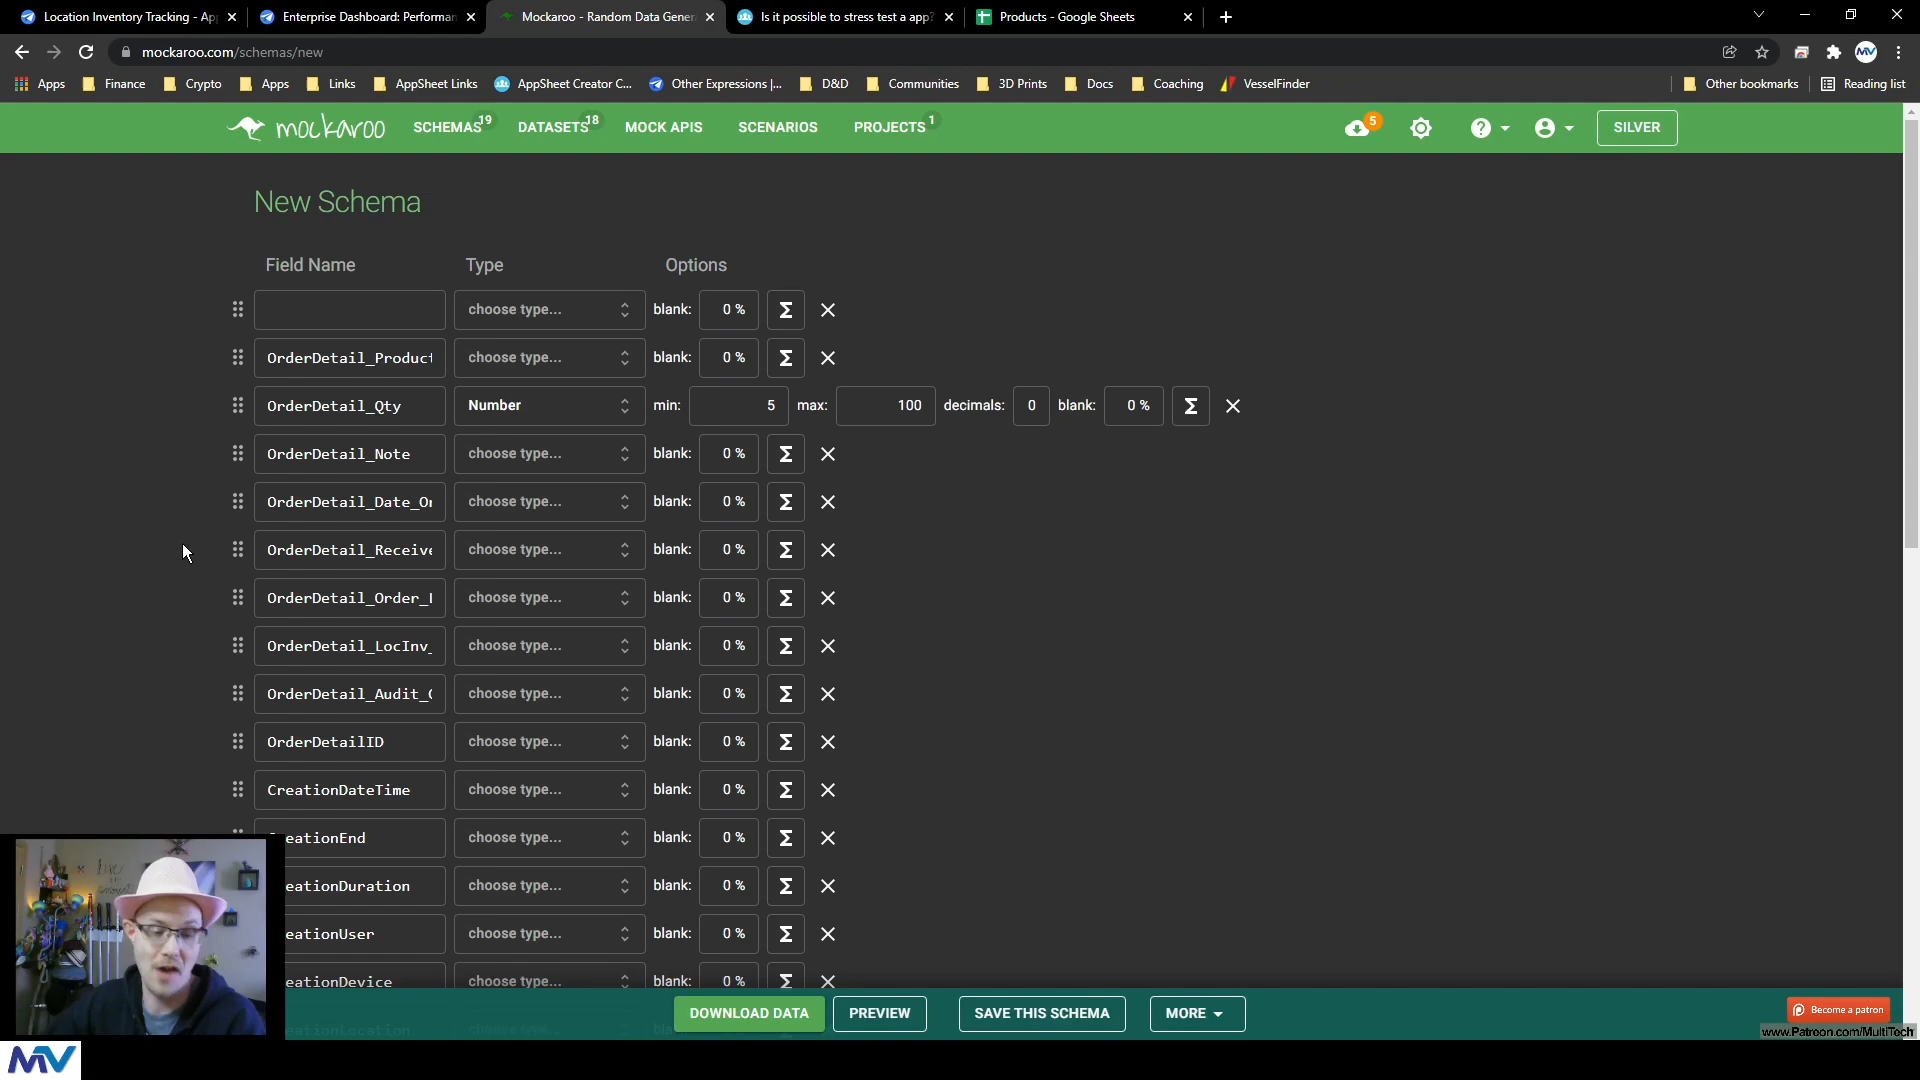 Location Inventory Tracking - Ap
Enterprise Dashboard: Performan
Mockaroo - Random Data Gener
Is it possible to stress test a app?
Products - Google Sheets
mockaroo.com/schemas/new
Apps
Finance
Crypto
Apps
Links
AppSheet Links
AppSheet Creator C...
Other Expressions |...
D&D
Communities
3D Prints
Docs
Coaching
VesselFinder
Other bookmarks
Reading list
mockaroo
SCHEMAS 19
DATASETS 18
MOCK APIS
SCENARIOS
PROJECTS 1
5
SILVER
New Schema
Field Name Type Options
choose type... blank: 0 % Σ
OrderDetail_Product choose type... blank: 0 % Σ
OrderDetail_Qty Number min: 5 max: 100 decimals: 0 blank: 0 % Σ
OrderDetail_Note choose type... blank: 0 % Σ
OrderDetail_Date_Or choose type... blank: 0 % Σ
OrderDetail_Receive choose type... blank: 0 % Σ
OrderDetail_Order_ choose type... blank: 0 % Σ
OrderDetail_LocInv_ choose type... blank: 0 % Σ
OrderDetail_Audit_ choose type... blank: 0 % Σ
OrderDetailID choose type... blank: 0 % Σ
CreationDateTime choose type... blank: 0 % Σ
eationEnd choose type... blank: 0 % Σ
eationDuration choose type... blank: 0 % Σ
eationUser choose type... blank: 0 % Σ
eationDevice choose type... blank: 0 % Σ
eationLocation
DOWNLOAD DATA
PREVIEW
SAVE THIS SCHEMA
MORE
Become a patron
www.Patreon.com/MultiTech
MV